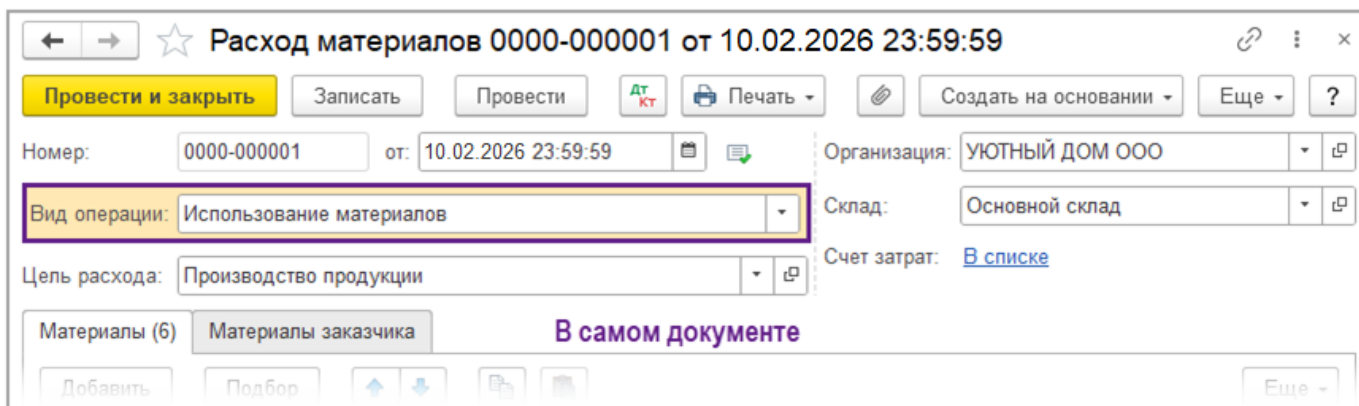 Расход материалов 0000-000001 от 10.02.2026 23:59:59
Провести и закрыть Записать Провести Дт Кт Печать Создать на основании Еще ?
Номер: 0000-000001 от: 10.02.2026 23:59:59 Организация: УЮТНЫЙ ДОМ ООО
Вид операции: Использование материалов Склад: Основной склад
Счет затрат: В списке
Цель расхода: Производство продукции
Материалы (6) Материалы заказчика В самом документе
Добавить Подбор Еще